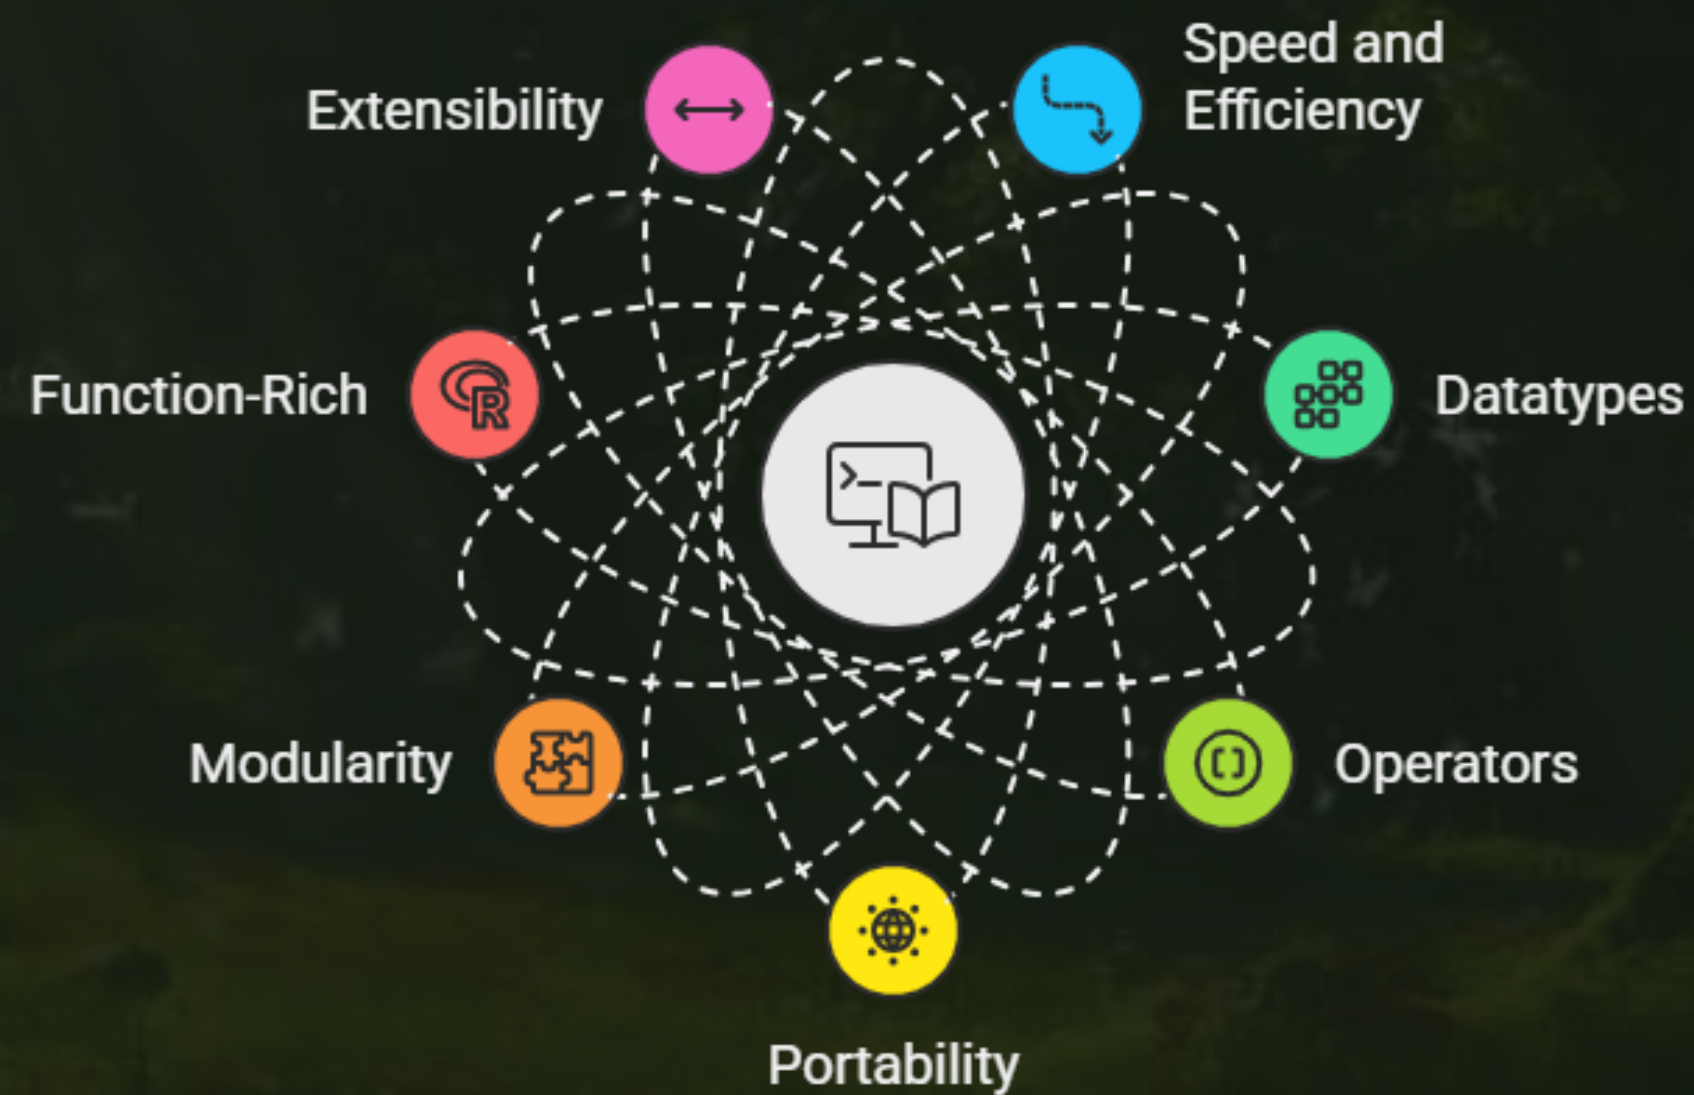 Speed and
Efficiency
Extensibility
Function-Rich
Datatypes
Modularity
Operators
Portability